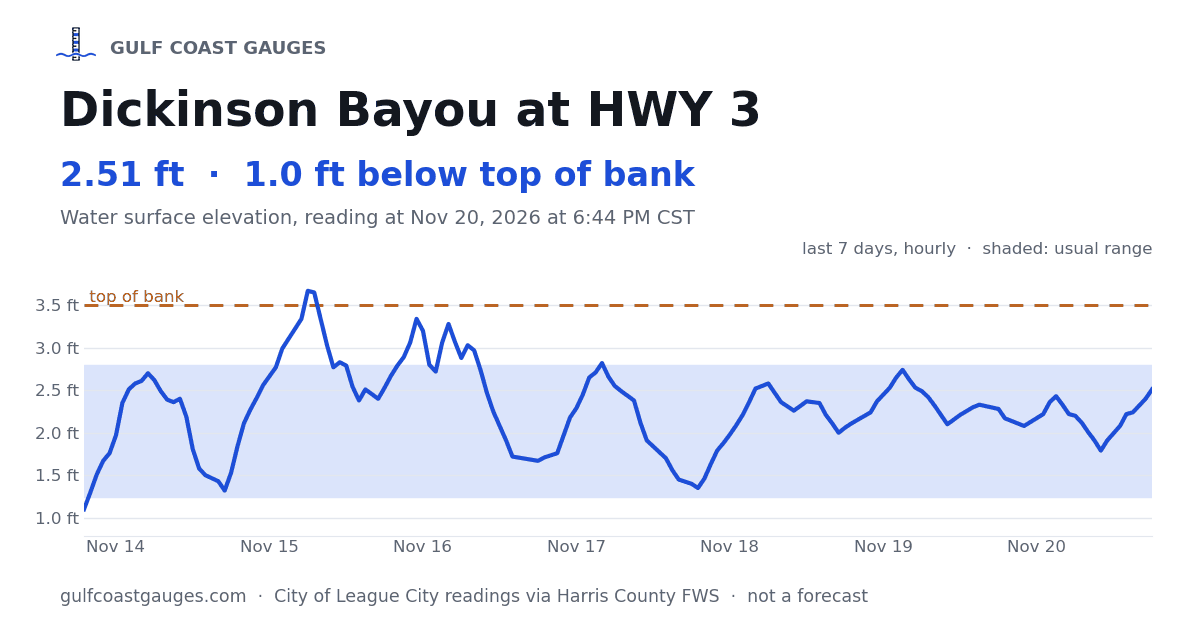 GULF COAST GAUGES
Dickinson Bayou at HWY 3
2.51 ft · 1.0 ft below top of bank
Water surface elevation, reading at Nov 20, 2026 at 6:44 PM CST
last 7 days, hourly · shaded: usual range
top of bank
3.5 ft
3.0 ft
2.5 ft
2.0 ft
1.5 ft
1.0 ft
Nov 14 Nov 15 Nov 16 Nov 17 Nov 18 Nov 19 Nov 20
gulfcoastgauges.com · City of League City readings via Harris County FWS · not a forecast